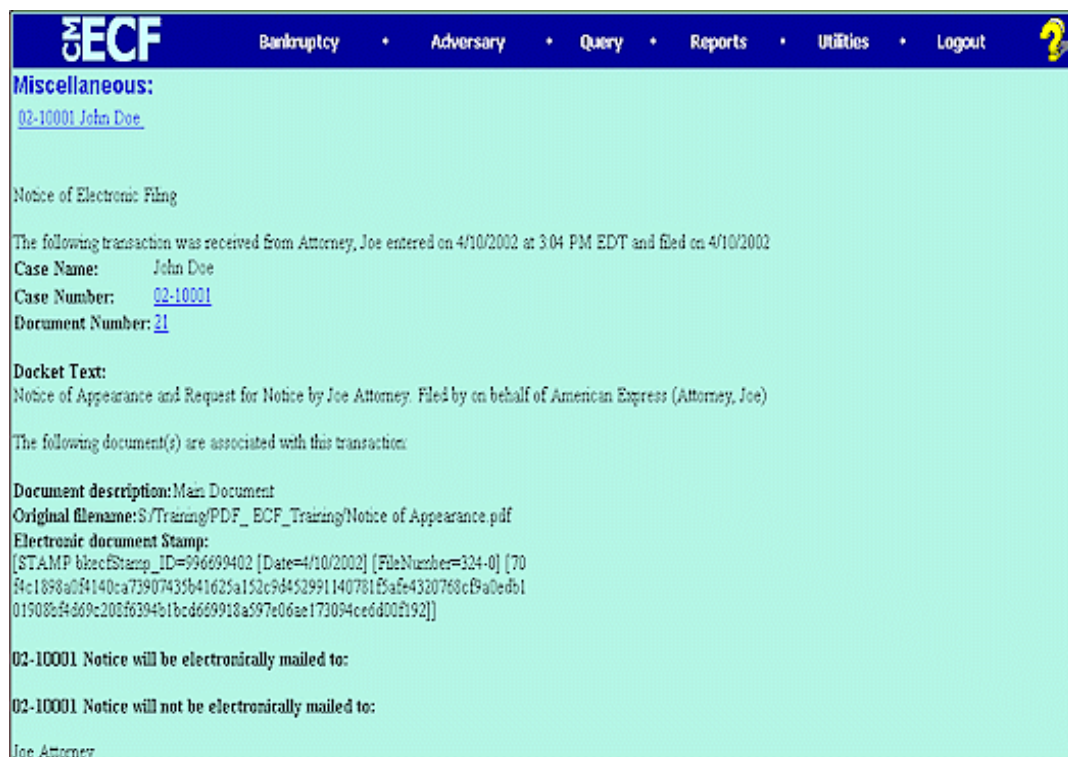 CM ECF Bankruptcy • Adversary • Query • Reports • Utilities • Logout ?
Miscellaneous:
02-10001 John Doe
Notice of Electronic Filing
The following transaction was received from Attorney, Joe entered on 4/10/2002 at 3:04 PM EDT and filed on 4/10/2002
Case Name: John Doe
Case Number: 02-10001
Document Number: 21
Docket Text:
Notice of Appearance and Request for Notice by Joe Attorney. Filed by on behalf of American Express (Attorney, Joe)
The following document(s) are associated with this transaction:
Document description:Main Document
Original filename:S:/Training/PDF_ ECF_Training/Notice of Appearance.pdf
Electronic document Stamp:
[STAMP bkecfStamp_ID=996699402 [Date=4/10/2002] [FileNumber=324-0] [70
f4c1898a0f4140ca73907435b41625a152c9d452991140781f5afe4320768cf9a0edb1
01908bf4d69c208f6394b1bcd669918a597e06ae173094ce6d00f192]]
02-10001 Notice will be electronically mailed to:
02-10001 Notice will not be electronically mailed to:
Joe Attorney